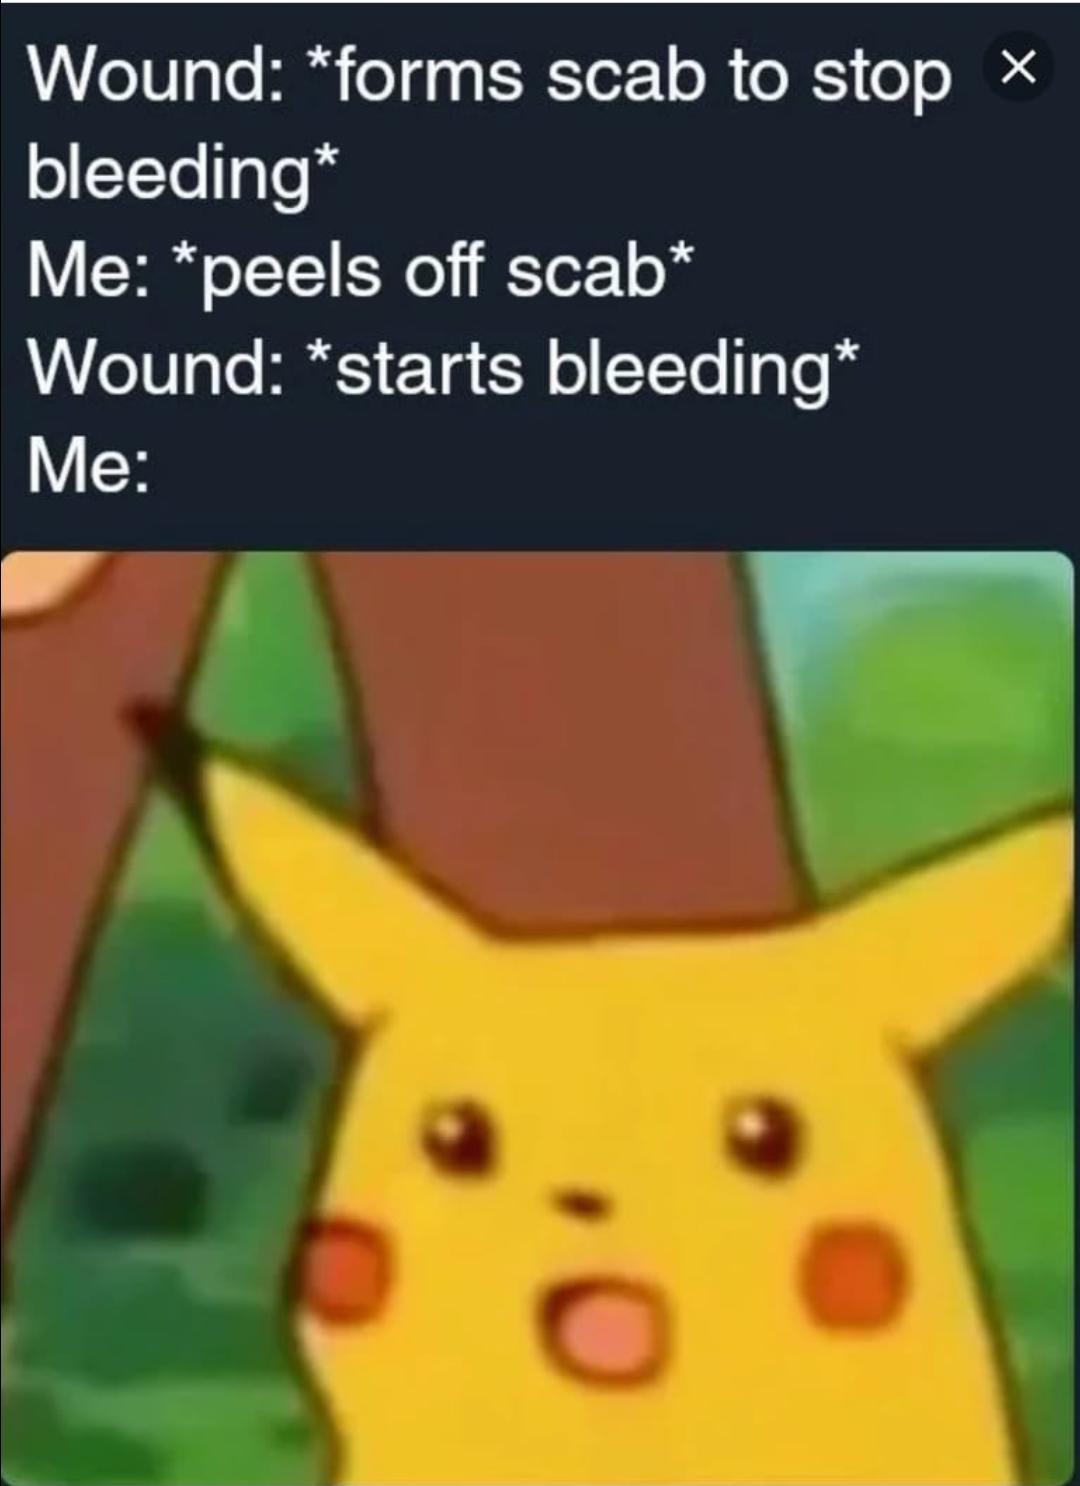 Wound: *forms scab to stop
bleeding*
Me: *peels off scab*
Wound: *starts bleeding*
Me: